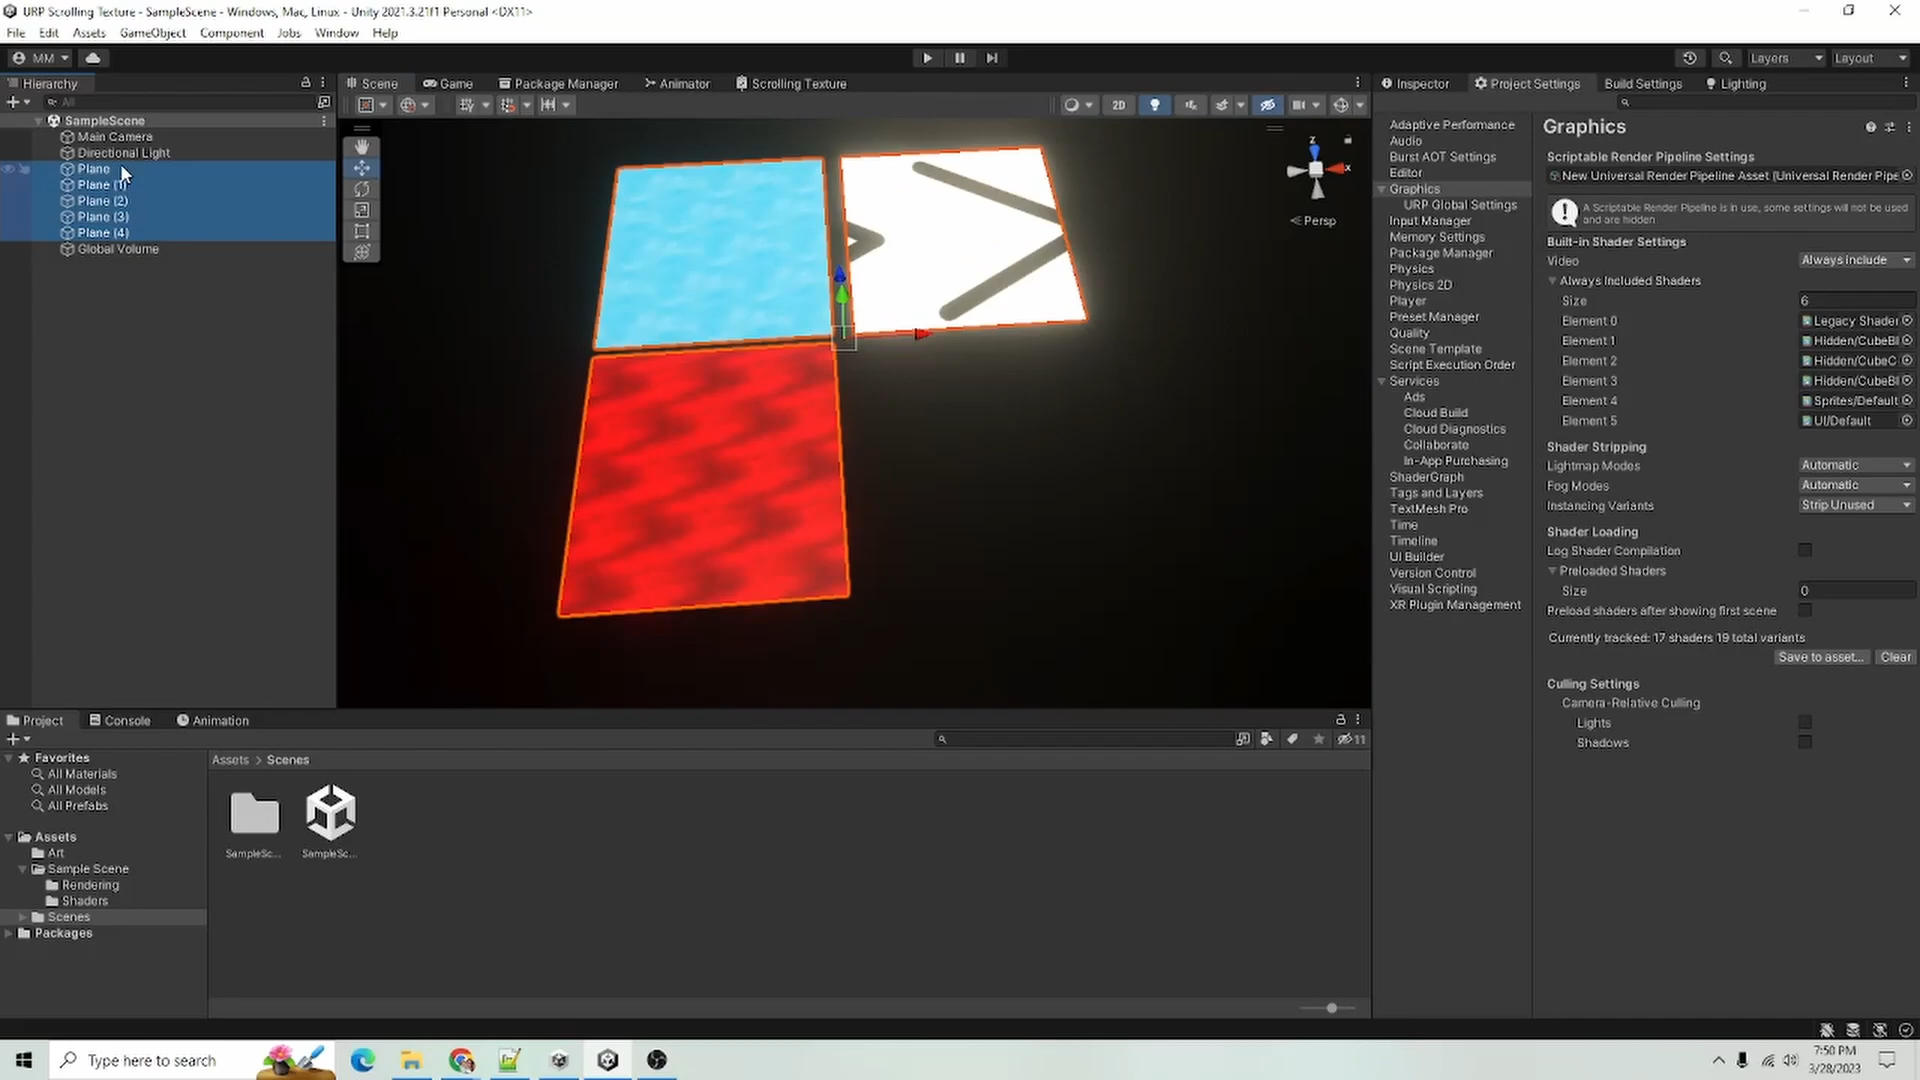 URP Scrolling Texture - SampleScene - Windows, Mac, Linux - Unity 2021.3.21f1 Personal <DX11>
File Edit Assets GameObject Component Jobs Window Help
MM Layers Layout
Hierarchy
All
SampleScene
Main Camera
Directional Light
Plane
Plane (1)
Plane (2)
Plane (3)
Plane (4)
Global Volume
Scene Game Package Manager Animator Scrolling Texture
2D
z
x
Persp
Inspector Project Settings Build Settings Lighting
Adaptive Performance
Audio
Burst AOT Settings
Editor
Graphics
URP Global Settings
Input Manager
Memory Settings
Package Manager
Physics
Physics 2D
Player
Preset Manager
Quality
Scene Template
Script Execution Order
Services
Ads
Cloud Build
Cloud Diagnostics
Collaborate
In-App Purchasing
ShaderGraph
Tags and Layers
TextMesh Pro
Time
Timeline
UI Builder
Version Control
Visual Scripting
XR Plugin Management
Graphics
Scriptable Render Pipeline Settings
New Universal Render Pipeline Asset (Universal Render Pipe
A Scriptable Render Pipeline is in use, some settings will not be used
and are hidden
Built-in Shader Settings
Video Always include
Always Included Shaders
Size 6
Element 0 Legacy Shader
Element 1 Hidden/CubeBl
Element 2 Hidden/CubeC
Element 3 Hidden/CubeBl
Element 4 Sprites/Default
Element 5 UI/Default
Shader Stripping
Lightmap Modes Automatic
Fog Modes Automatic
Instancing Variants Strip Unused
Shader Loading
Log Shader Compilation
Preloaded Shaders
Size 0
Preload shaders after showing first scene
Currently tracked: 17 shaders 19 total variants
Save to asset... Clear
Culling Settings
Camera-Relative Culling
Lights
Shadows
Project Console Animation
11
Favorites
All Materials
All Models
All Prefabs
Assets
Art
Sample Scene
Rendering
Shaders
Scenes
Packages
Assets > Scenes
SampleSc... SampleSc...
Type here to search
7:50 PM
3/28/2023